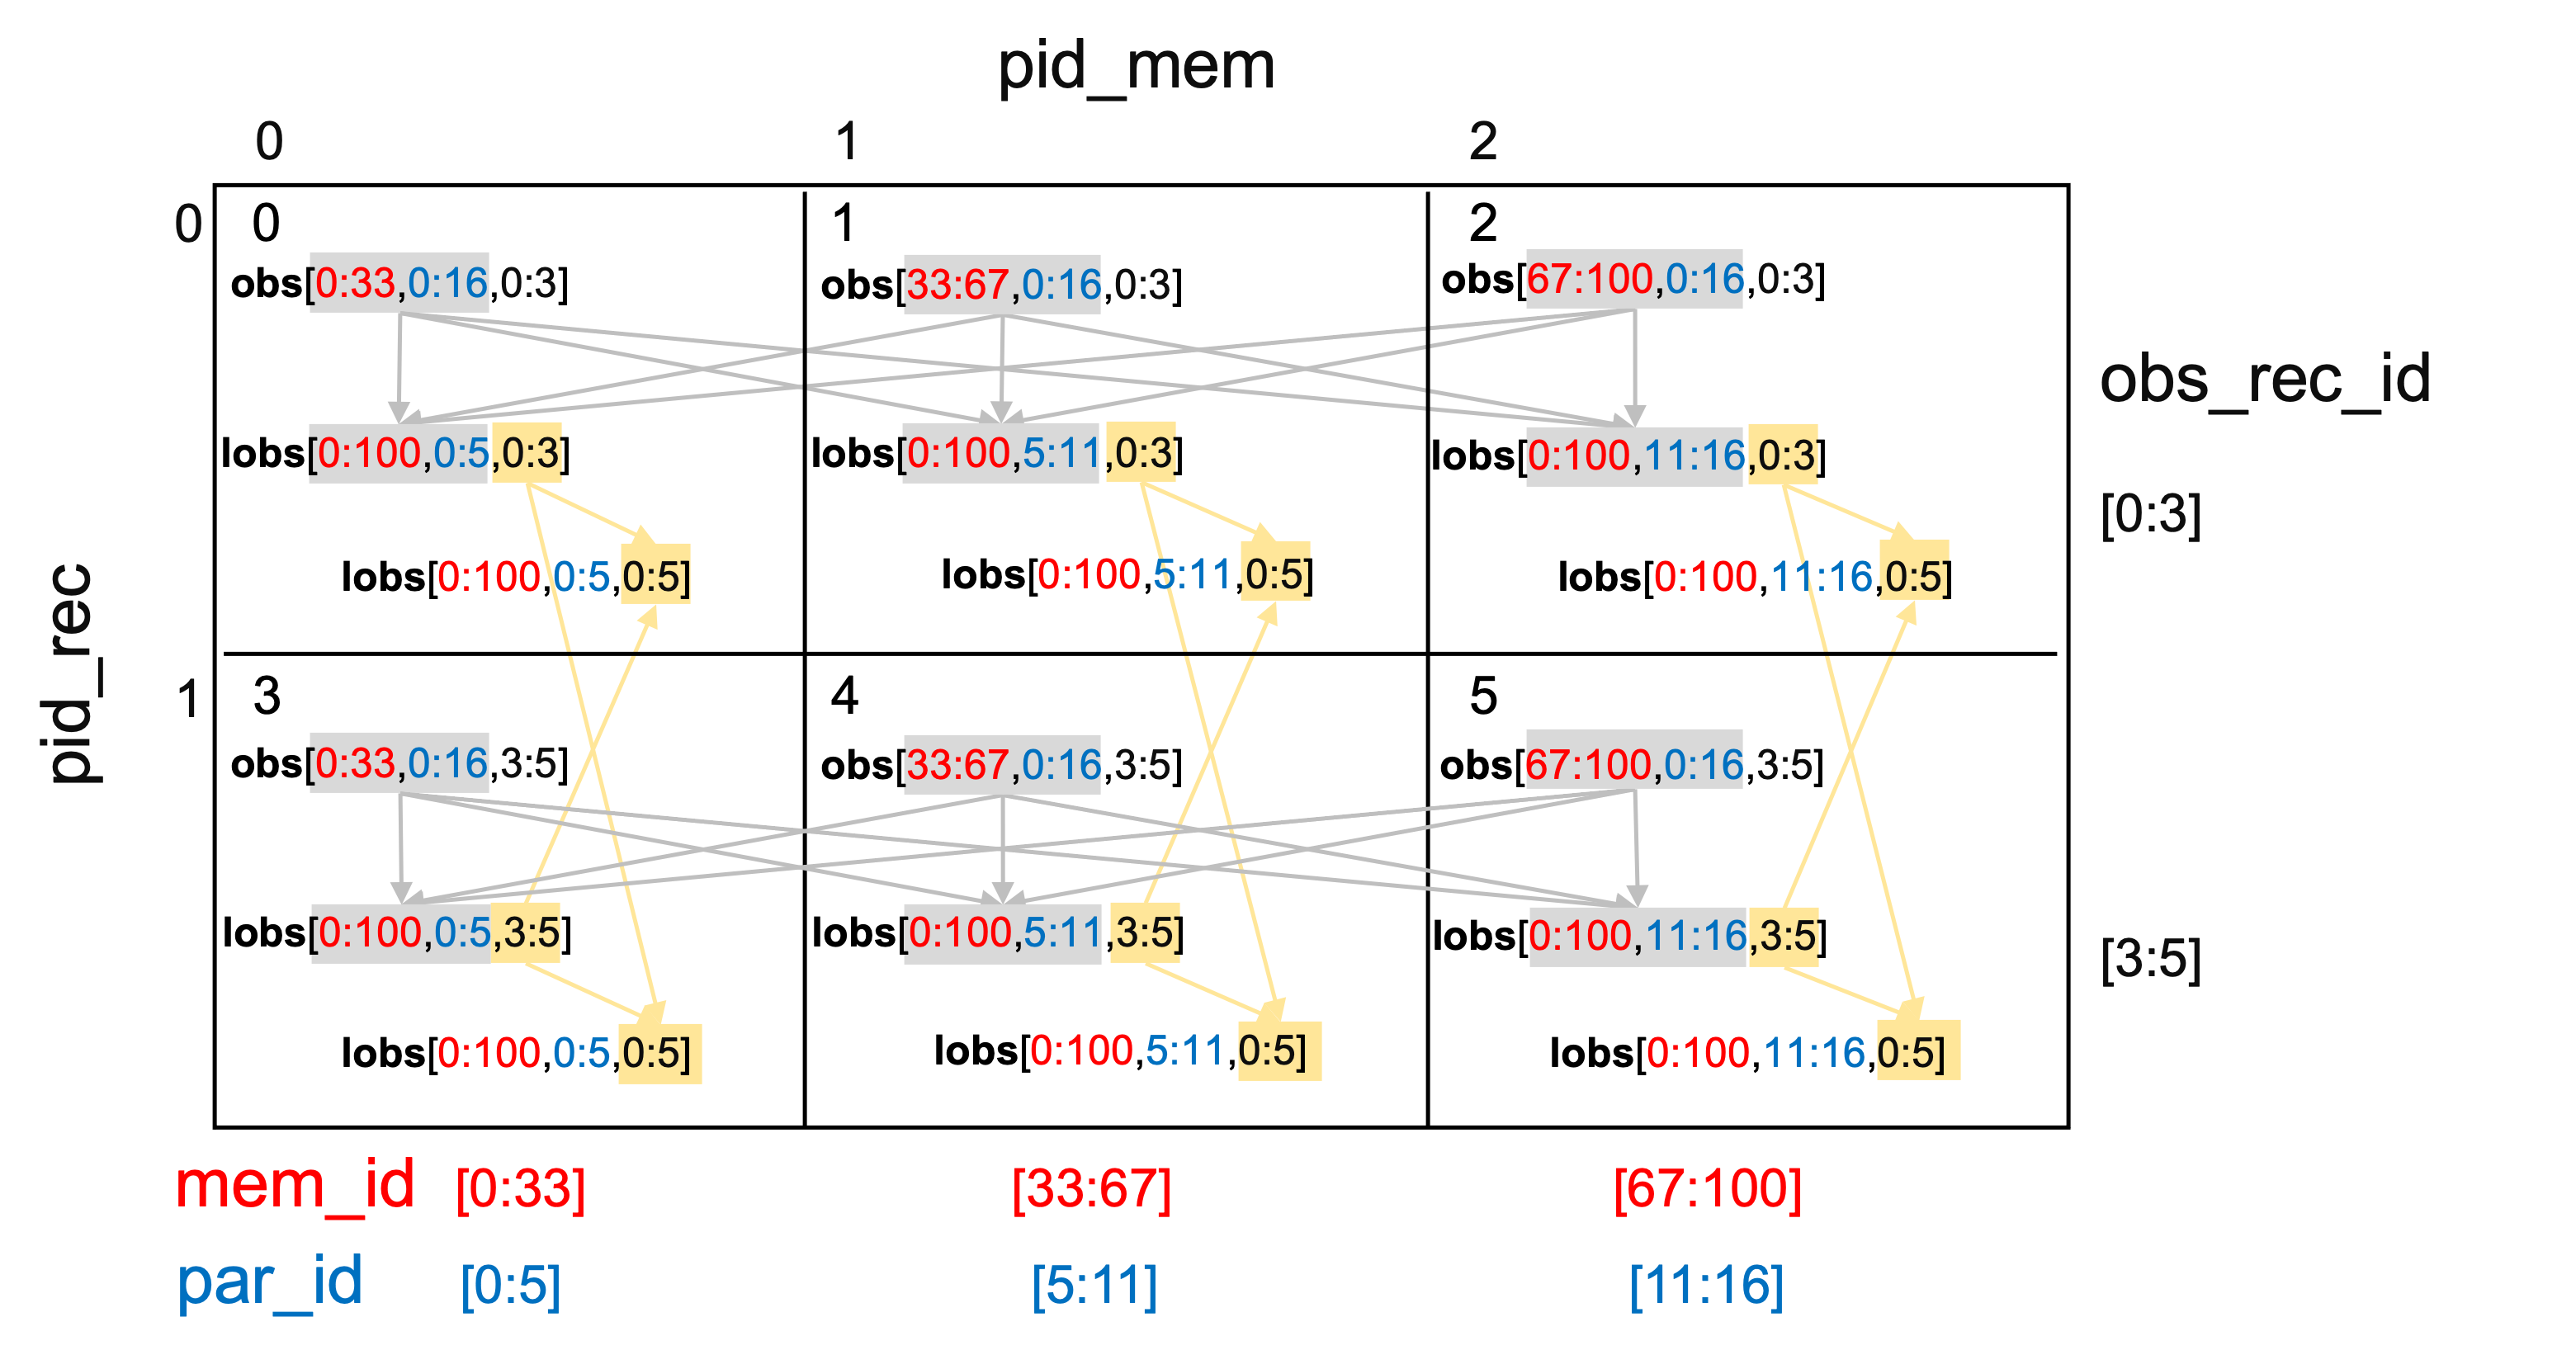 pid_mem
0 1 2
0 0 1 2
obs[0:33,0:16,0:3] obs[33:67,0:16,0:3] obs[67:100,0:16,0:3]
obs_rec_id
lobs[0:100,0:5,0:3] lobs[0:100,5:11,0:3] lobs[0:100,11:16,0:3]
[0:3]
lobs[0:100,0:5,0:5] lobs[0:100,5:11,0:5] lobs[0:100,11:16,0:5]
pid_rec
1 3 4 5
obs[0:33,0:16,3:5] obs[33:67,0:16,3:5] obs[67:100,0:16,3:5]
lobs[0:100,0:5,3:5] lobs[0:100,5:11,3:5] lobs[0:100,11:16,3:5]
[3:5]
lobs[0:100,0:5,0:5] lobs[0:100,5:11,0:5] lobs[0:100,11:16,0:5]
mem_id [0:33] [33:67] [67:100]
par_id [0:5] [5:11] [11:16]